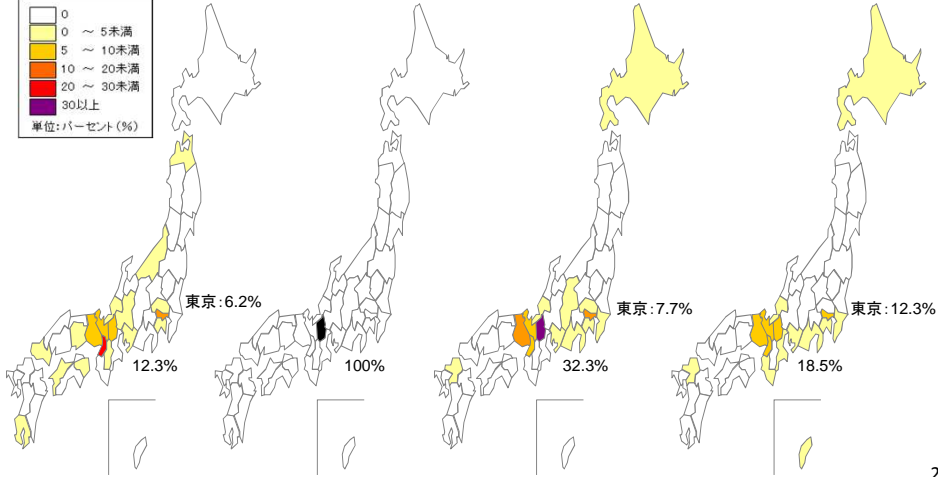 0
0 ～ 5未満
5 ～ 10未満
10 ～ 20未満
20 ～ 30未満
30以上
単位:パーセント(%)
東京:6.2%
12.3%
100%
東京:7.7%
32.3%
東京:12.3%
18.5%
2